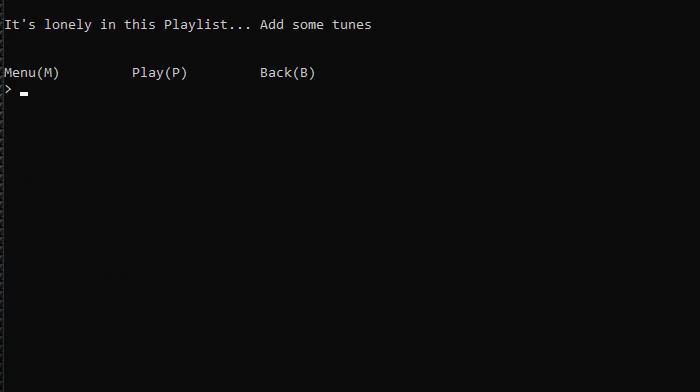 It's lonely in this Playlist... Add some tunes
Menu(M) Play(P) Back(B)
>